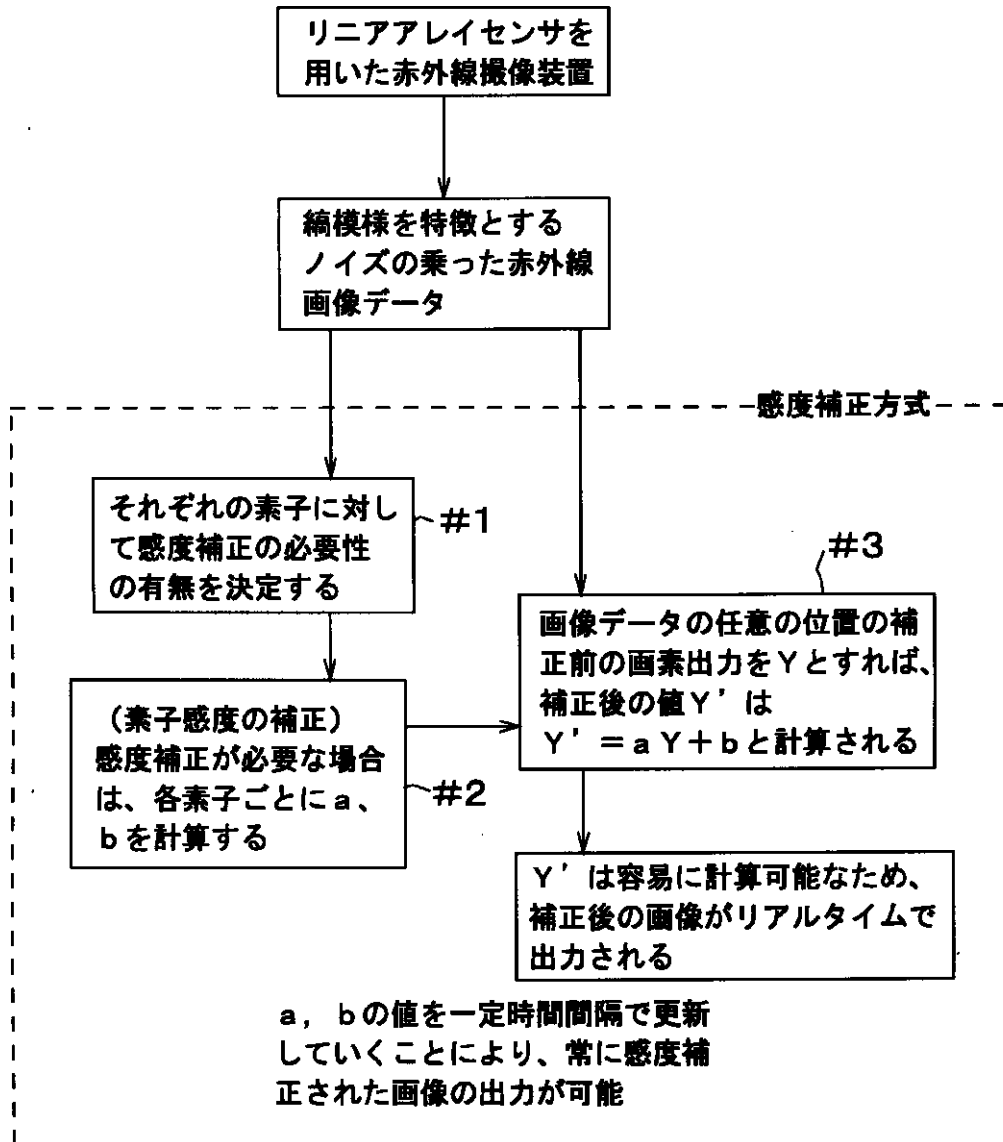 リニアアレイセンサを
用いた赤外線撮像装置
縞模様を特徴とする
ノイズの乗った赤外線
画像データ
感度補正方式
それぞれの素子に対し
て感度補正の必要性
の有無を決定する
#1
#3
画像データの任意の位置の補
正前の画素出力をYとすれば、
補正後の値Y'は
Y'=aY+bと計算される
(素子感度の補正)
感度補正が必要な場合
は、各素子ごとにa、
bを計算する
#2
Y'は容易に計算可能なため、
補正後の画像がリアルタイムで
出力される
a,bの値を一定時間間隔で更新
していくことにより、常に感度補
正された画像の出力が可能